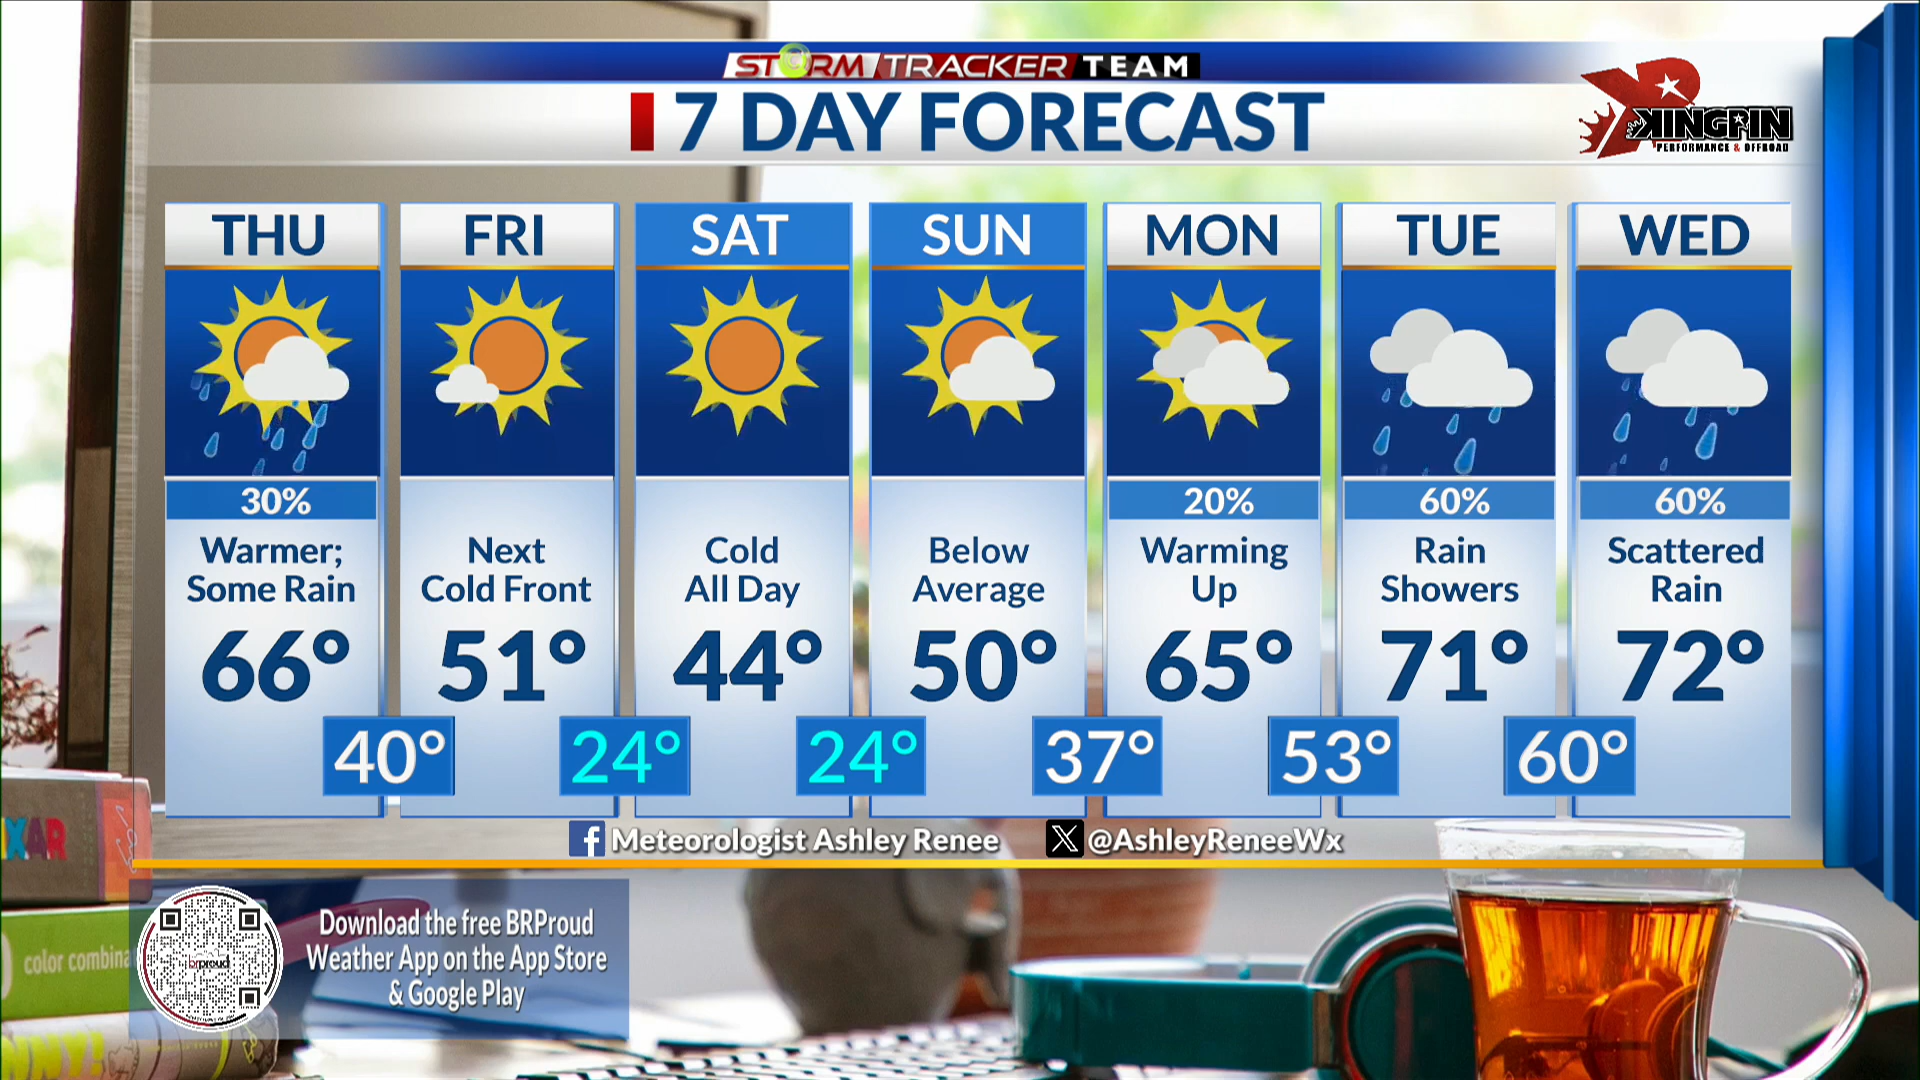 STORM TRACKER TEAM
7 DAY FORECAST
KINGPIN
PERFORMANCE & OFFROAD
THU
FRI
SAT
SUN
MON
TUE
WED
30%
20%
60%
60%
Warmer;
Some Rain
Next
Cold Front
Cold
All Day
Below
Average
Warming
Up
Rain
Showers
Scattered
Rain
66°
51°
44°
50°
65°
71°
72°
40°
24°
24°
37°
53°
60°
Meteorologist Ashley Renee
@AshleyReneeWx
Download the free BRProud
Weather App on the App Store
& Google Play
brproud
color combina